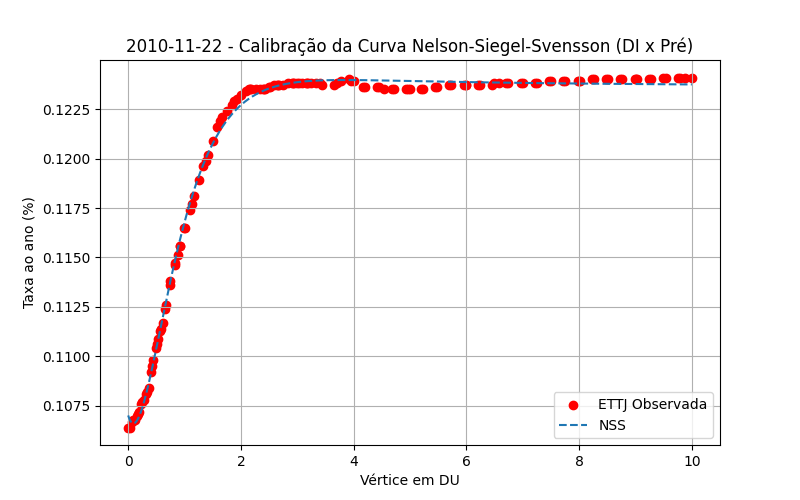 2010-11-22 - Calibração da Curva Nelson-Siegel-Svensson (DI x Pré)
Taxa ao ano (%)
0.1225
0.1200
0.1175
0.1150
0.1125
0.1100
0.1075
0 2 4 6 8 10
Vértice em DU
ETTJ Observada
NSS